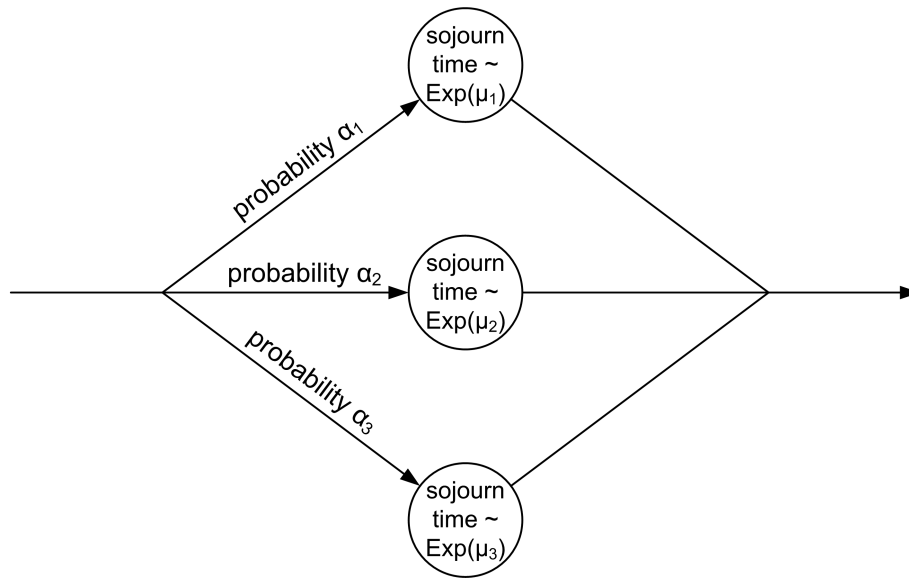 sojourn
time ~
Exp(μ₁)
probability α₁
sojourn
time ~
Exp(μ₂)
probability α₂
probability α₃
sojourn
time ~
Exp(μ₃)